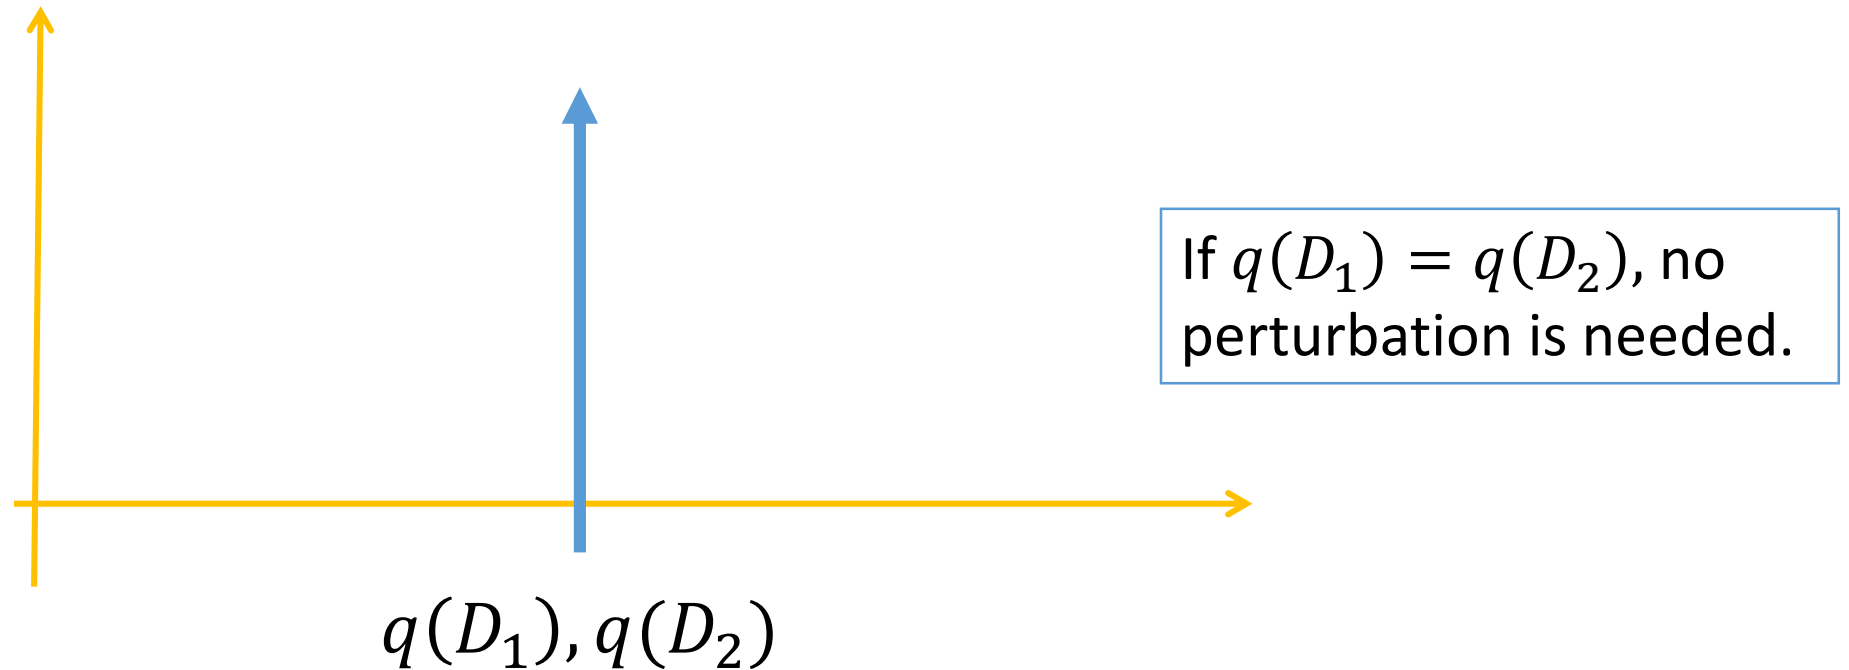 If q(D₁) = q(D₂), no
perturbation is needed.
q(D₁), q(D₂)